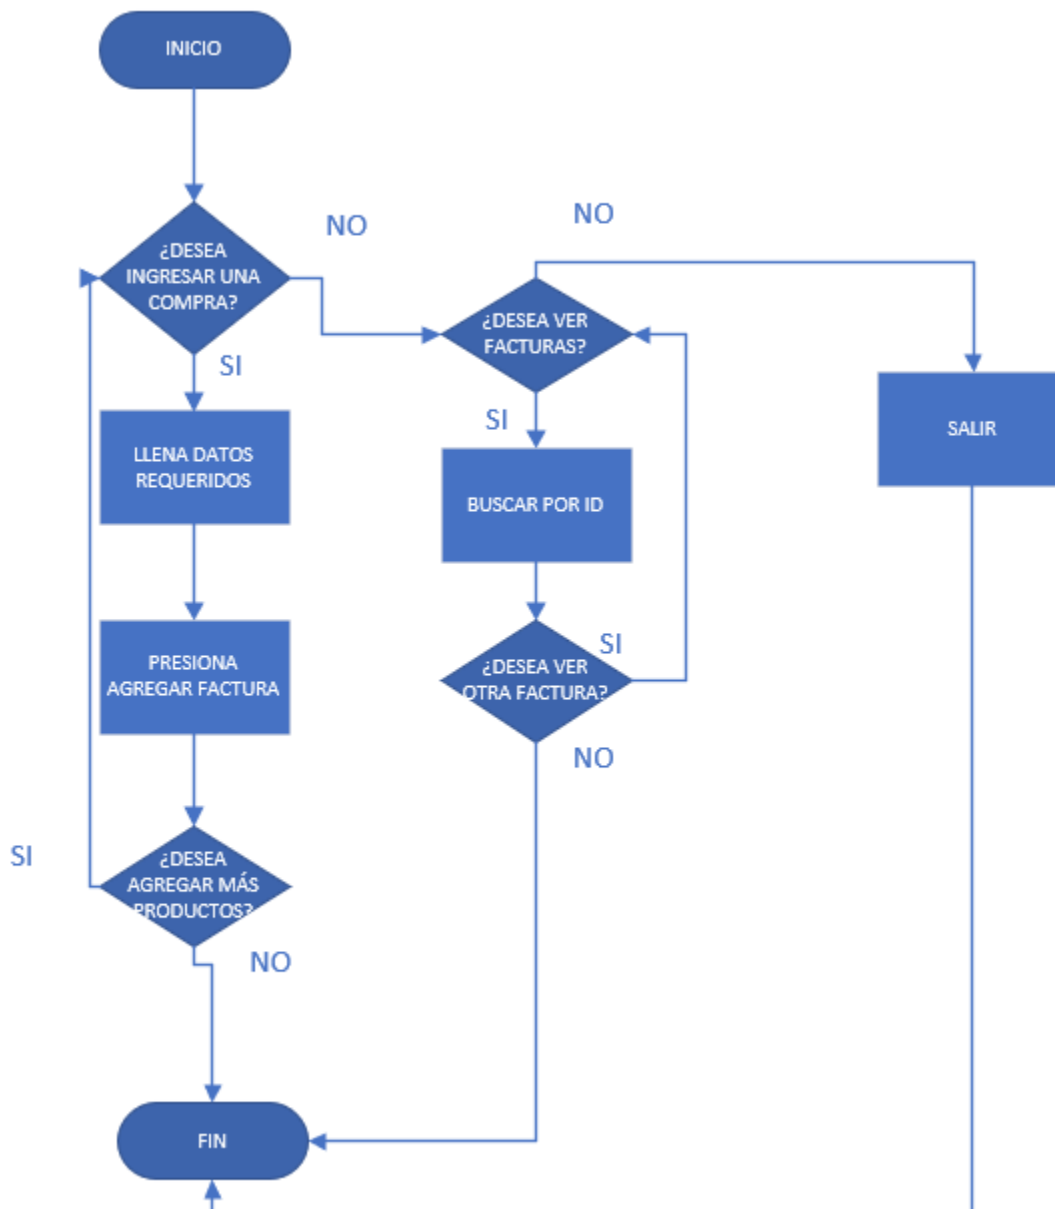 INICIO
¿DESEA
INGRESAR UNA
COMPRA?
NO
NO
¿DESEA VER
FACTURAS?
SI
SI
LLENA DATOS
REQUERIDOS
BUSCAR POR ID
SALIR
PRESIONA
AGREGAR FACTURA
¿DESEA VER
OTRA FACTURA?
SI
NO
¿DESEA
AGREGAR MÁS
PRODUCTOS?
SI
NO
FIN